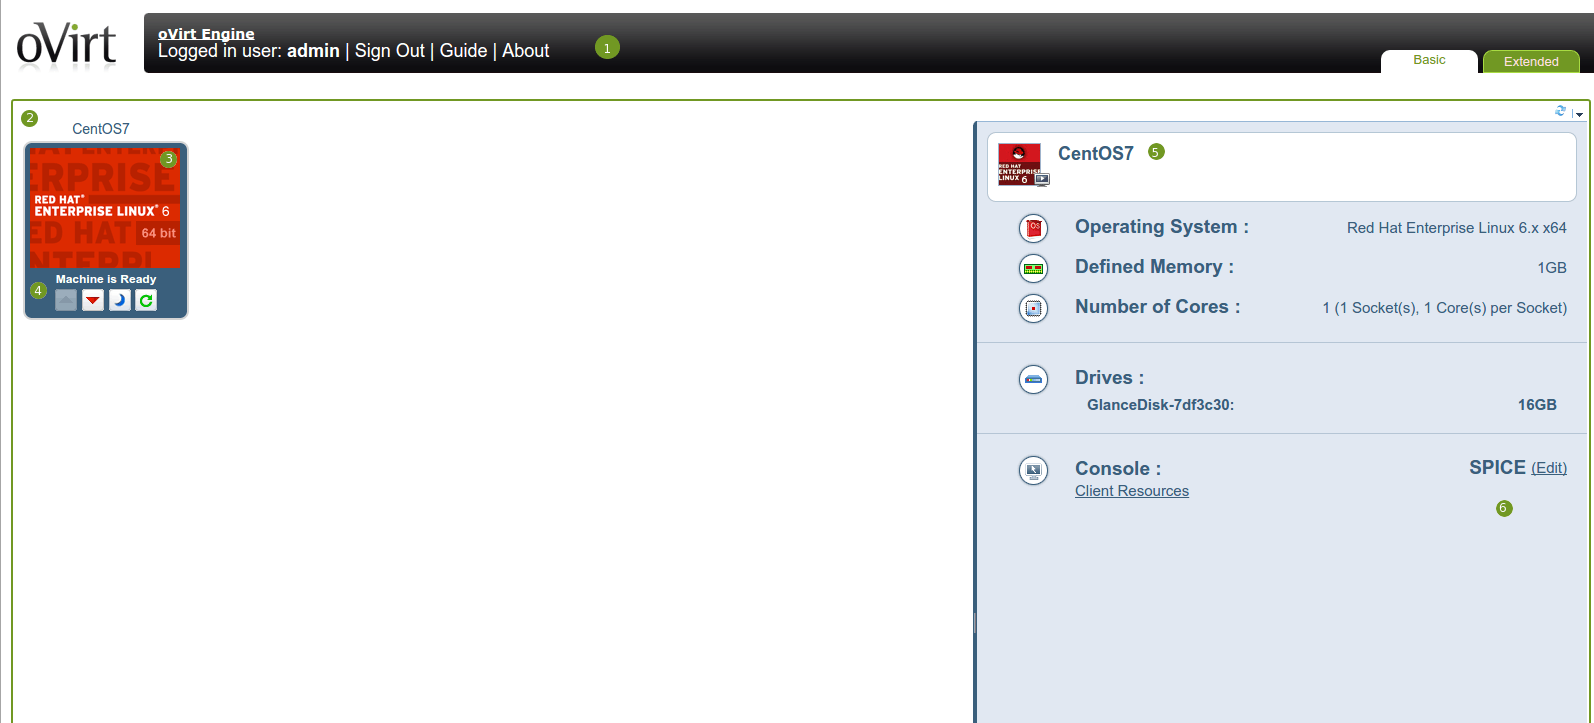 oVirt
oVirt Engine
Logged in user: admin | Sign Out | Guide | About
1
Basic
Extended
2
CentOS7
3
ERPRISE
RED HAT®
ENTERPRISE LINUX® 6
ED HAT
64 bit
Machine is Ready
4
RED HAT
ENTERPRISE
LINUX 6
CentOS7
5
Operating System :
Red Hat Enterprise Linux 6.x x64
Defined Memory :
1GB
Number of Cores :
1 (1 Socket(s), 1 Core(s) per Socket)
Drives :
GlanceDisk-7df3c30:
16GB
Console :
SPICE (Edit)
Client Resources
6